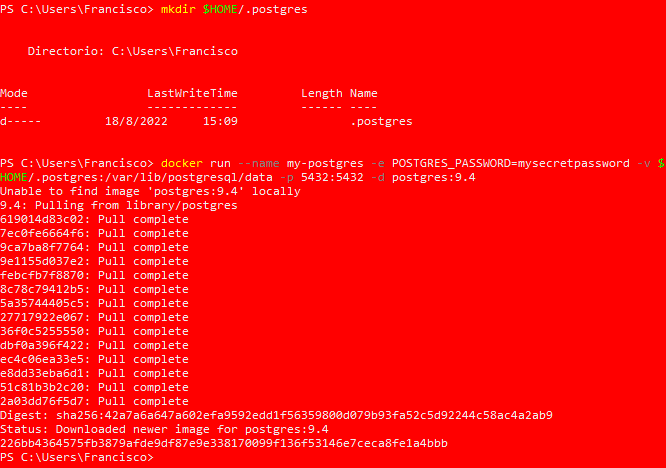 PS C:\Users\Francisco> mkdir $HOME/.postgres
Directorio: C:\Users\Francisco
Mode LastWriteTime Length Name
---- ------------- ------ ----
d----- 18/8/2022 15:09 .postgres
PS C:\Users\Francisco> docker run --name my-postgres -e POSTGRES_PASSWORD=mysecretpassword -v $
HOME/.postgres:/var/lib/postgresql/data -p 5432:5432 -d postgres:9.4
Unable to find image 'postgres:9.4' locally
9.4: Pulling from library/postgres
619014d83c02: Pull complete
7ec0fe6664f6: Pull complete
9ca7ba8f7764: Pull complete
9e1155d037e2: Pull complete
febcfb7f8870: Pull complete
8c78c79412b5: Pull complete
5a35744405c5: Pull complete
27717922e067: Pull complete
36f0c5255550: Pull complete
dbf0a396f422: Pull complete
ec4c06ea33e5: Pull complete
e8dd33eba6d1: Pull complete
51c81b3b2c20: Pull complete
2a03dd76f5d7: Pull complete
Digest: sha256:42a7a6a647a602efa9592edd1f56359800d079b93fa52c5d92244c58ac4a2ab9
Status: Downloaded newer image for postgres:9.4
226bb4364575fb3879afde9df87e9e338170099f136f53146e7ceca8fe1a4bbb
PS C:\Users\Francisco>